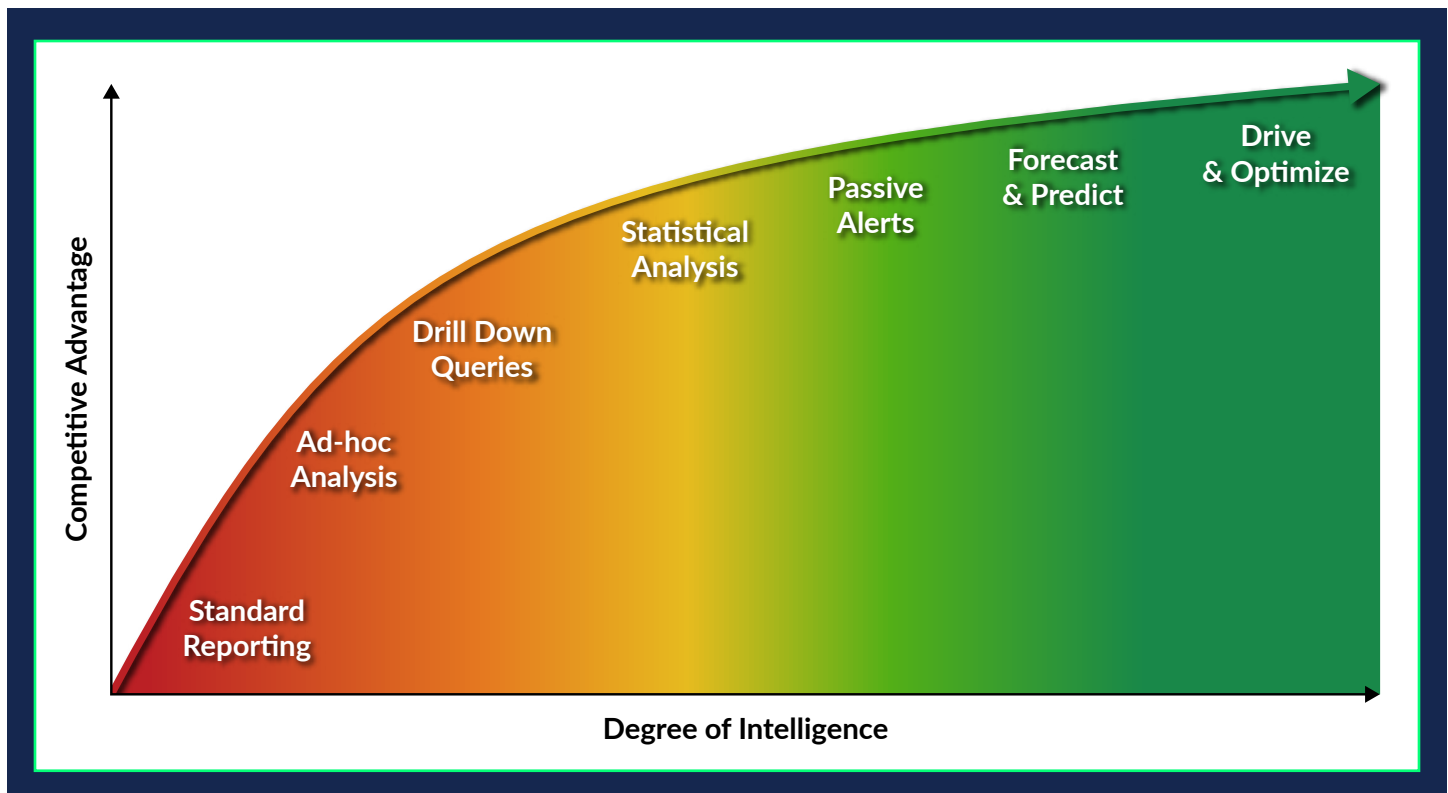 Competitive Advantage
Standard
Reporting
Ad-hoc
Analysis
Drill Down
Queries
Statistical
Analysis
Passive
Alerts
Forecast
& Predict
Drive
& Optimize
Degree of Intelligence